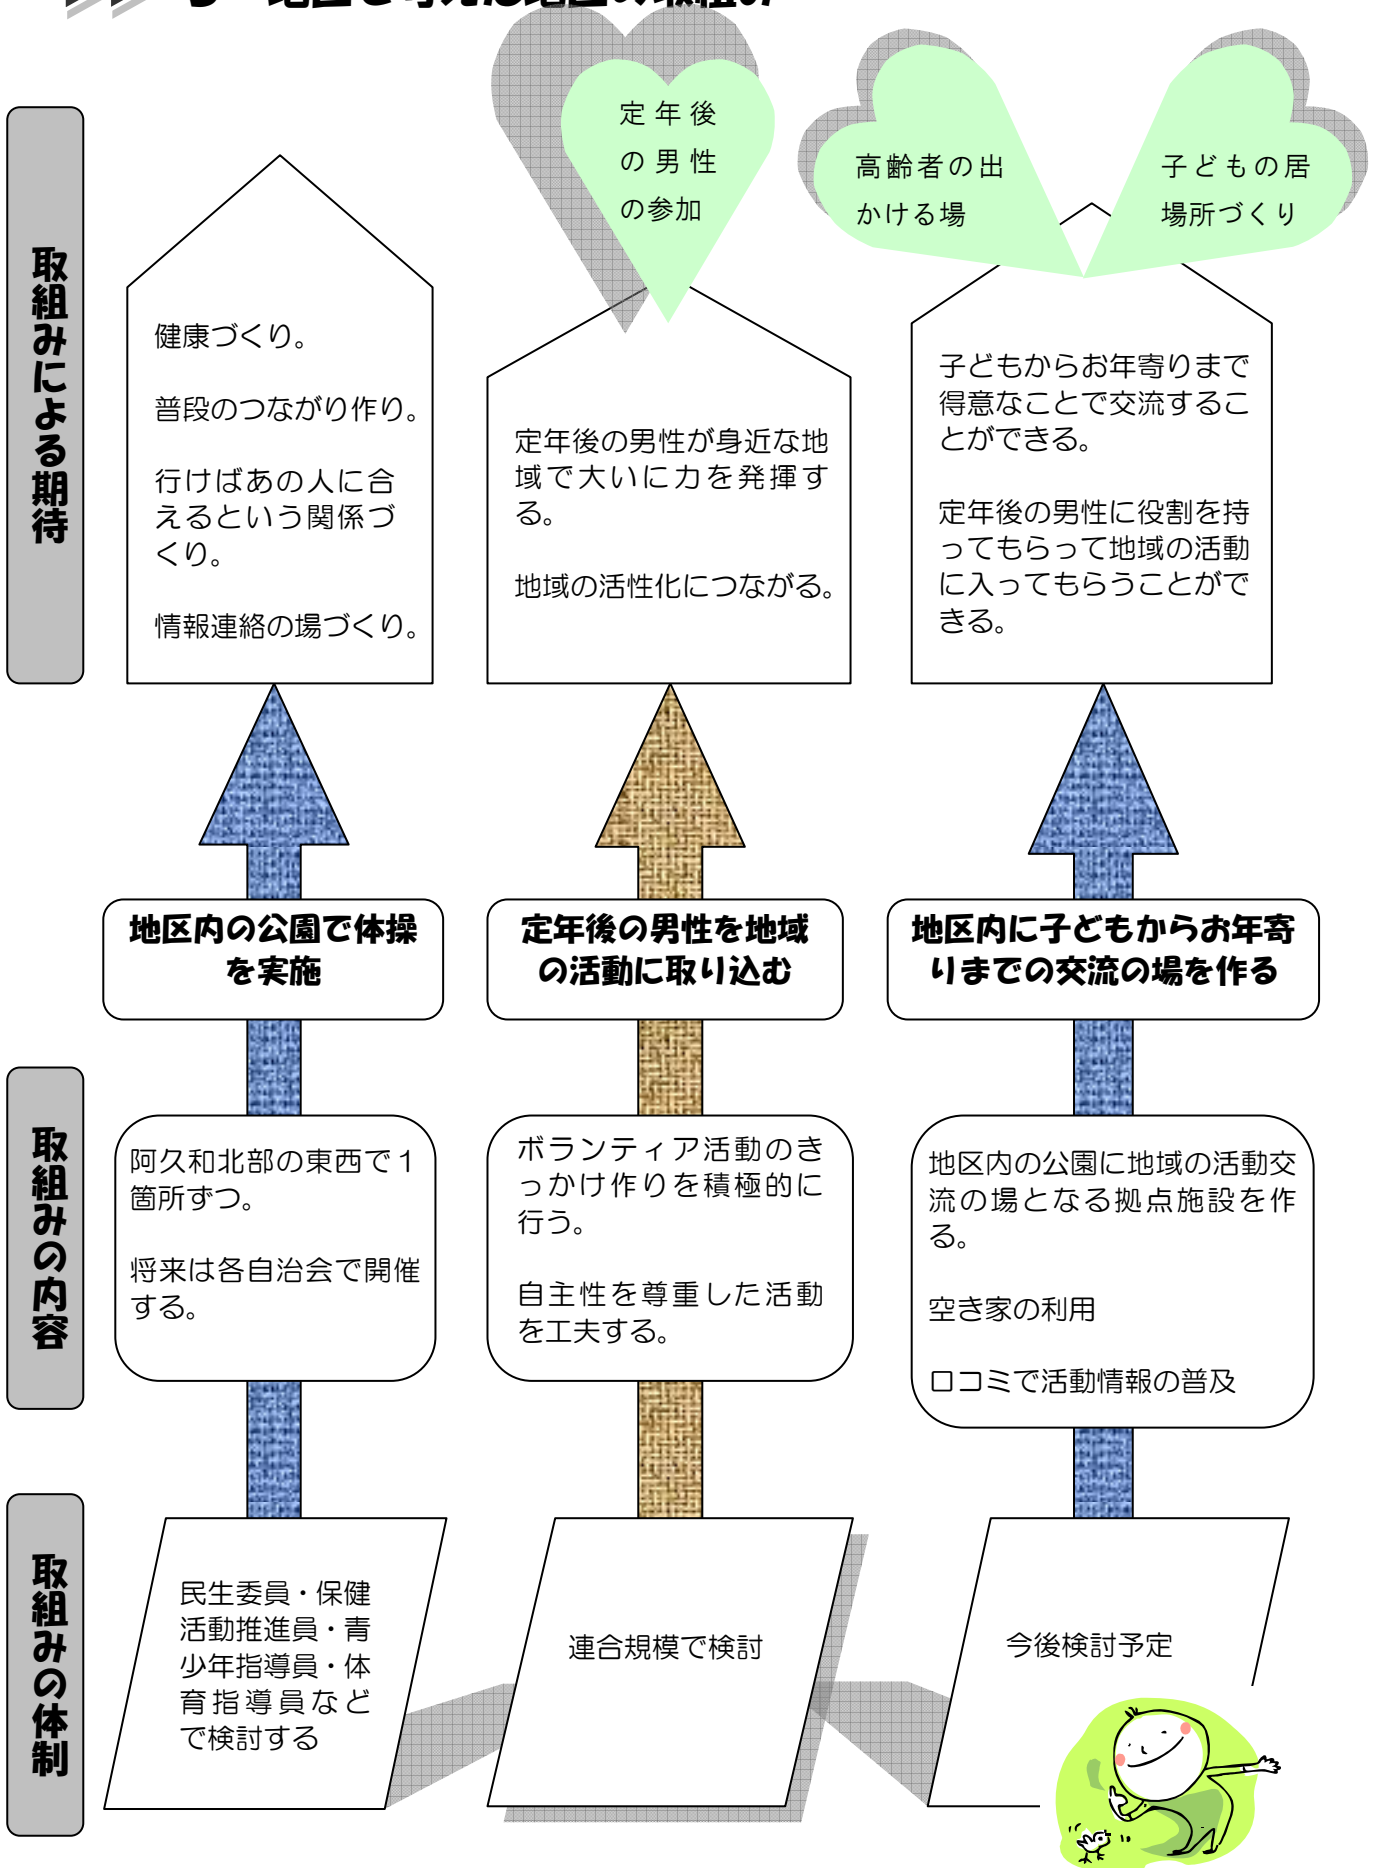 定年後
の男性
の参加
高齢者の出
かける場
子どもの居
場所づくり
取組みによる期待
健康づくり。
普段のつながり作り。
行けばあの人に合
えるという関係づ
くり。
情報連絡の場づくり。
定年後の男性が身近な地
域で大いに力を発揮す
る。
地域の活性化につながる。
子どもからお年寄りまで
得意なことで交流するこ
とができる。
定年後の男性に役割を持
ってもらって地域の活動
に入ってもらうことがで
きる。
地区内の公園で体操
を実施
定年後の男性を地域
の活動に取り込む
地区内に子どもからお年寄
りまでの交流の場を作る
取組みの内容
阿久和北部の東西で１
箇所ずつ。
将来は各自治会で開催
する。
ボランティア活動のき
っかけ作りを積極的に
行う。
自主性を尊重した活動
を工夫する。
地区内の公園に地域の活動交
流の場となる拠点施設を作
る。
空き家の利用
口コミで活動情報の普及
取組みの体制
民生委員・保健
活動推進員・青
少年指導員・体
育指導員など
で検討する
連合規模で検討
今後検討予定